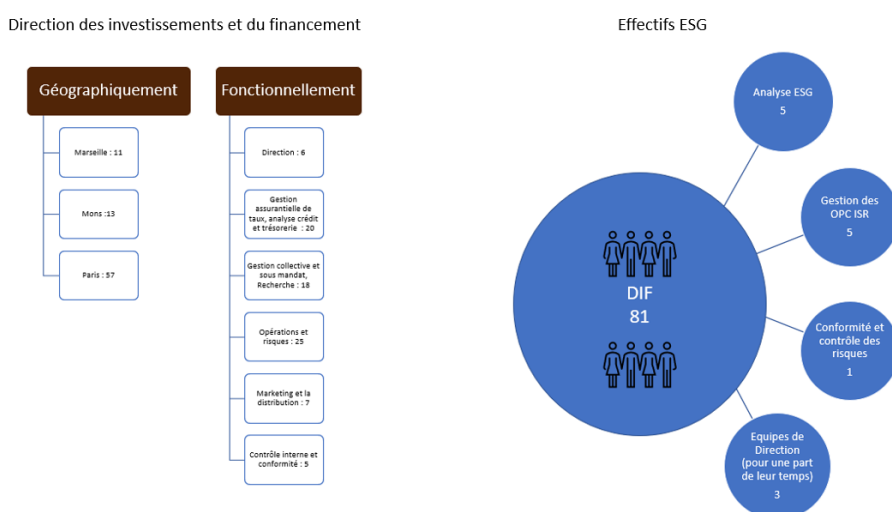 Direction des investissements et du financement
Effectifs ESG
Géographiquement
Marseille : 11
Mons :13
Paris : 57
Fonctionnellement
Direction : 6
Gestion
assurantielle de
taux, analyse crédit
et trésorerie : 20
Gestion collective et
sous mandat,
Recherche : 18
Opérations et
risques : 25
Marketing et la
distribution : 7
Contrôle interne et
conformité : 5
DIF
81
Analyse ESG
5
Gestion des
OPC ISR
5
Conformité et
contrôle des
risques
1
Equipes de
Direction
(pour une part
de leur temps)
3